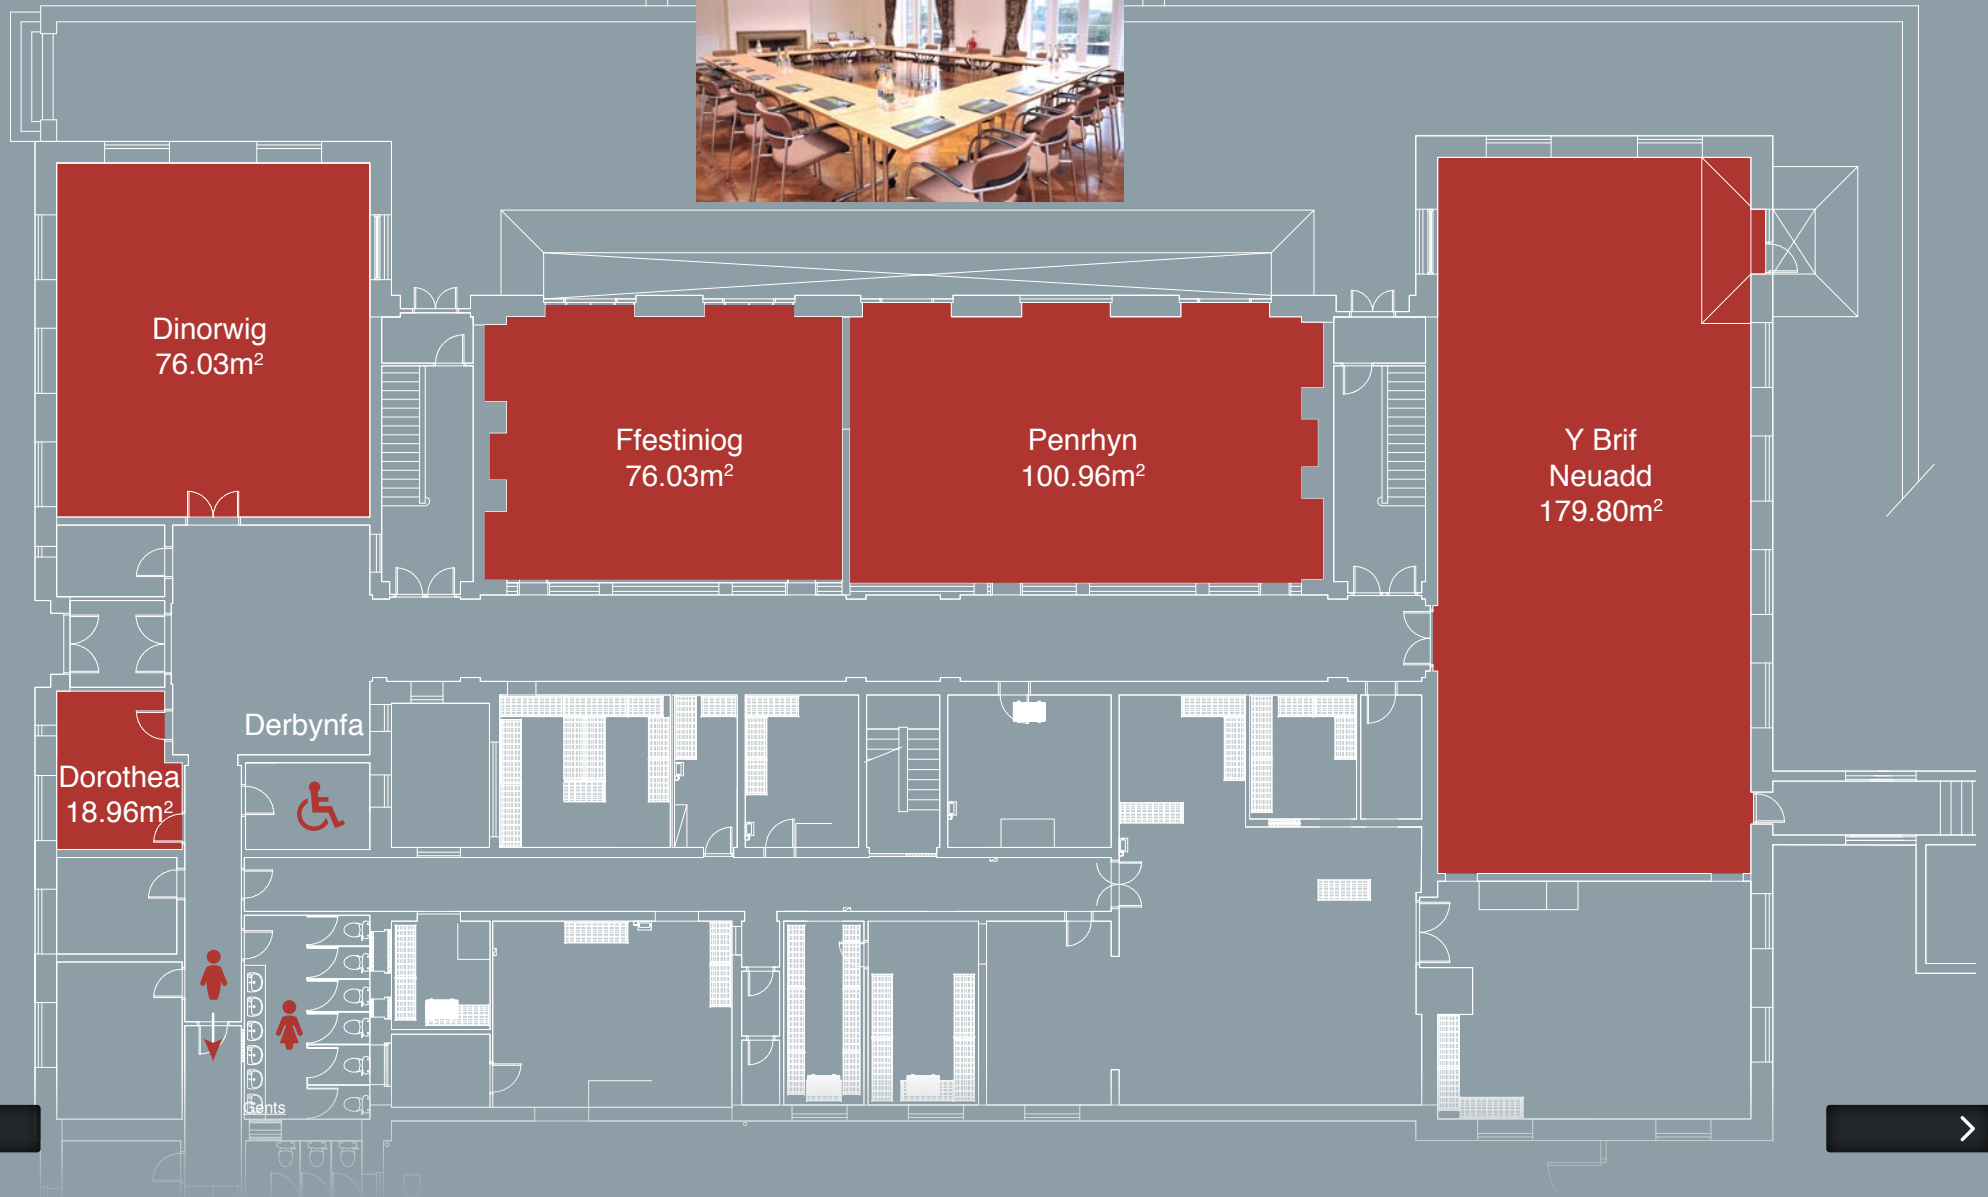 Dinorwig
76.03m²
Ffestiniog
76.03m²
Penrhyn
100.96m²
Y Brif
Neuadd
179.80m²
Derbynfa
Dorothea
18.96m²
Gents